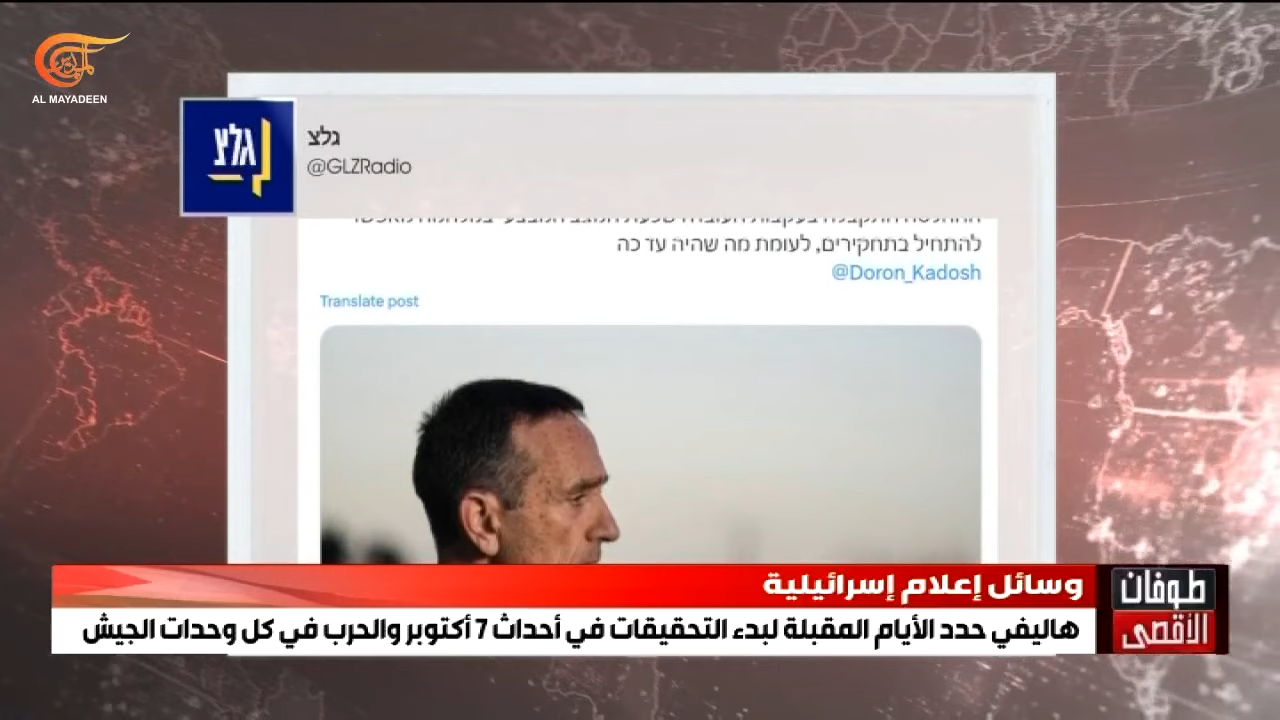 AL MAYADEEN
גלצ
גלצ
@GLZRadio
להתחיל בתחקירים, לעומת מה שהיה עד כה
@Doron_Kadosh
Translate post
وسائل إعلام إسرائيلية
هاليفي حدد الأيام المقبلة لبدء التحقيقات في أحداث 7 أكتوبر والحرب في كل وحدات الجيش
طوفان
الأقصى